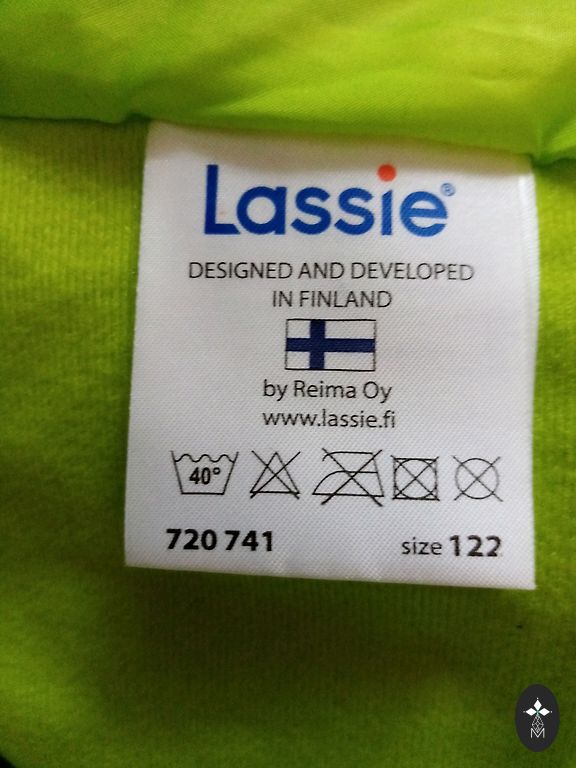 Lassie®
DESIGNED AND DEVELOPED
IN FINLAND
by Reima Oy
www.lassie.fi
40°
720 741 size 122
M